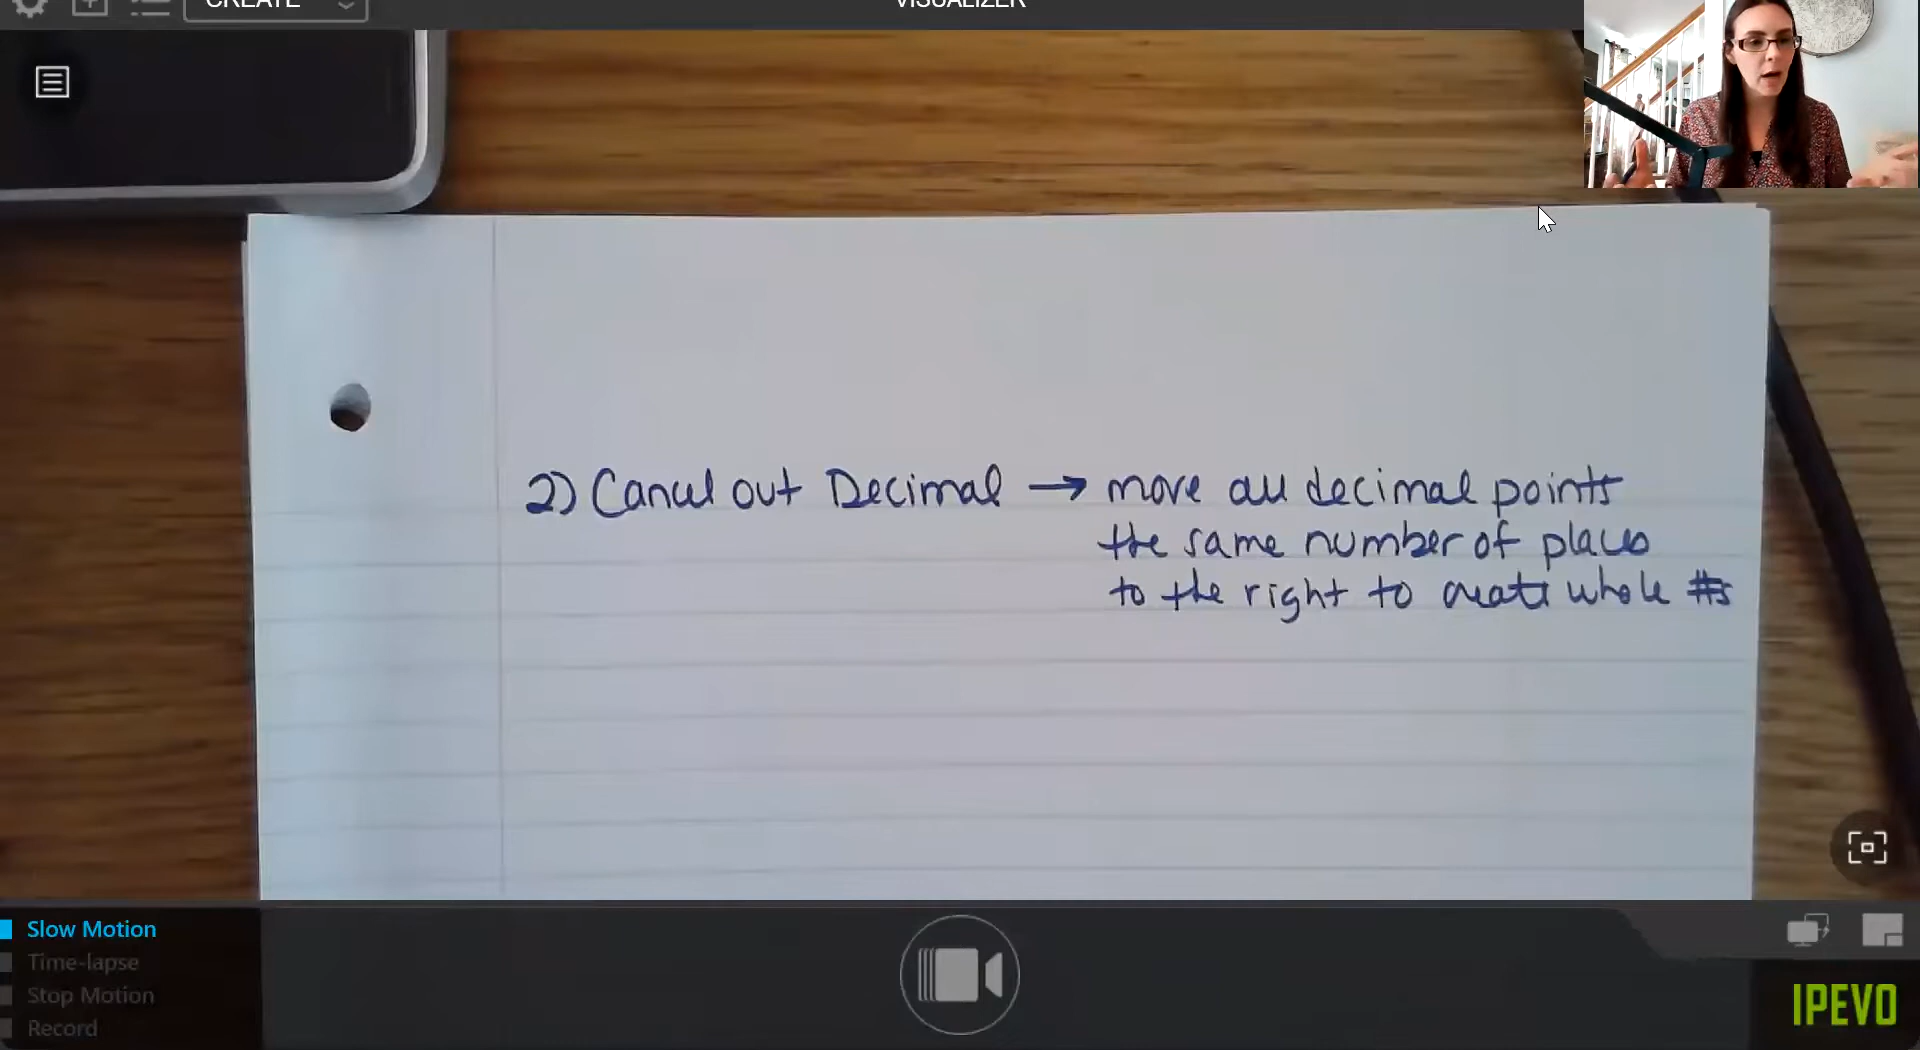 CREATE
VISUALIZER
2) Cancel out Decimal → move all decimal points
the same number of places
to the right to create whole #s
Slow Motion
Time-lapse
Stop Motion
Record
IPEVO